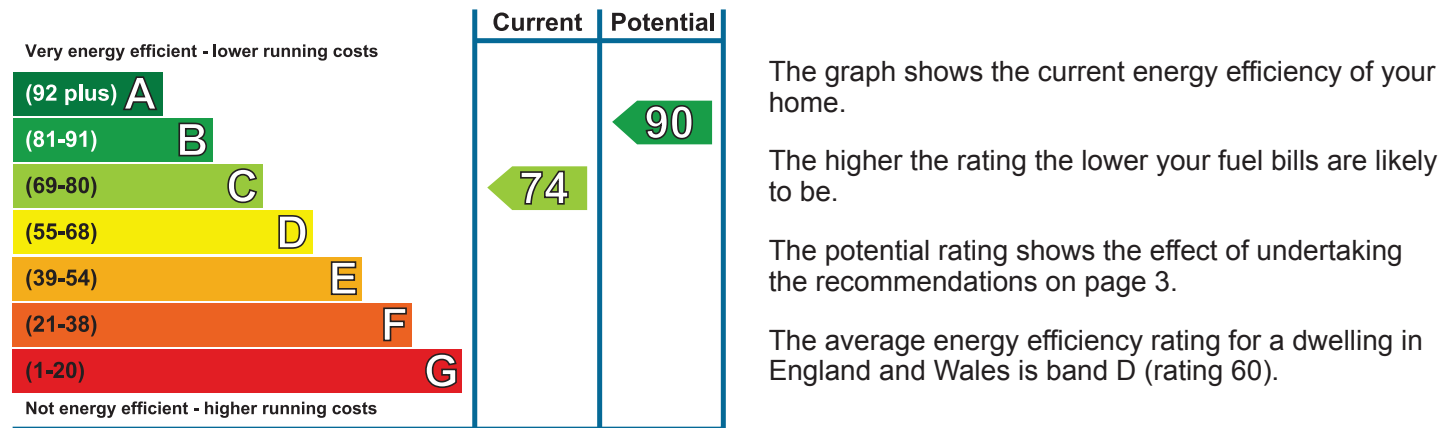 Current Potential
Very energy efficient - lower running costs
(92 plus) A
(81-91) B
(69-80) C
(55-68) D
(39-54) E
(21-38) F
(1-20) G
Not energy efficient - higher running costs
90
74
The graph shows the current energy efficiency of your
home.
The higher the rating the lower your fuel bills are likely
to be.
The potential rating shows the effect of undertaking
the recommendations on page 3.
The average energy efficiency rating for a dwelling in
England and Wales is band D (rating 60).